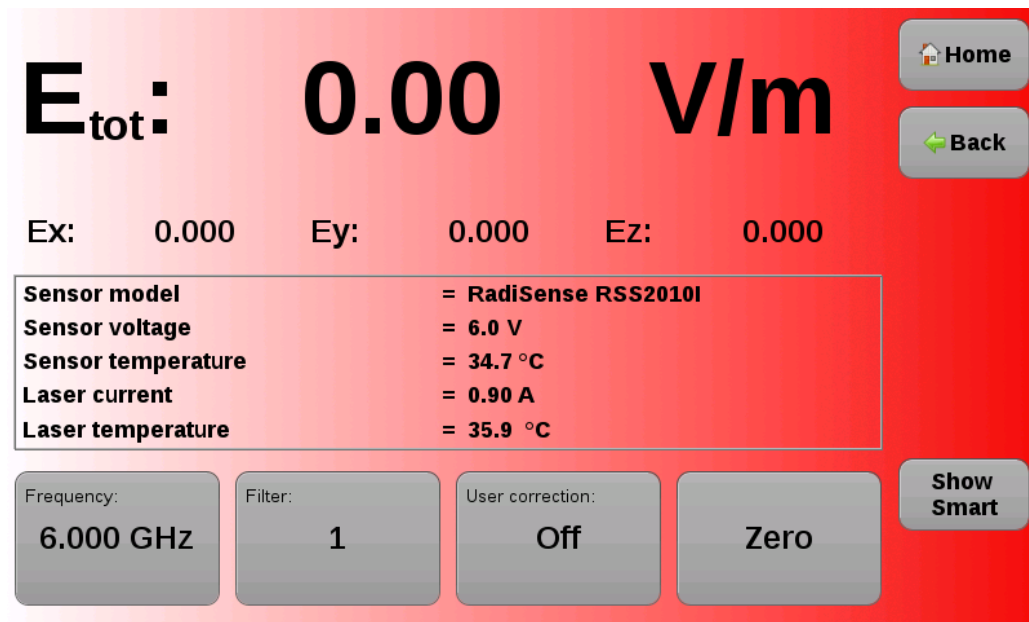 Etot: 0.00 V/m
Home
Back
Ex: 0.000 Ey: 0.000 Ez: 0.000
Sensor model = RadiSense RSS2010I
Sensor voltage = 6.0 V
Sensor temperature = 34.7 °C
Laser current = 0.90 A
Laser temperature = 35.9 °C
Show
Smart
Frequency:
6.000 GHz
Filter:
1
User correction:
Off
Zero